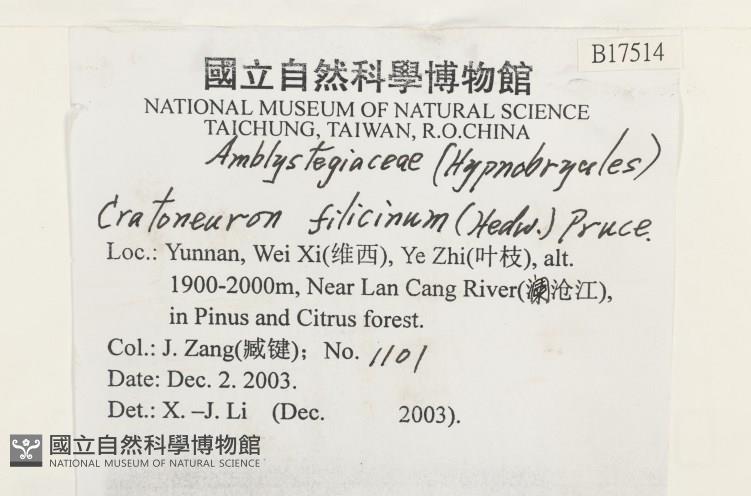 B17514
國立自然科學博物館
NATIONAL MUSEUM OF NATURAL SCIENCE
TAICHUNG, TAIWAN, R.O.CHINA
Amblystegiaceae (Hypnobryales)
Cratoneuron filicinum (Hedw.) Pruce.
Loc.: Yunnan, Wei Xi(维西), Ye Zhi(叶枝), alt.
1900-2000m, Near Lan Cang River(澜沧江),
in Pinus and Citrus forest.
Col.: J. Zang(臧键); No. 1101
Date: Dec. 2. 2003.
Det.: X. –J. Li (Dec. 2003).
國立自然科學博物館
NATIONAL MUSEUM OF NATURAL SCIENCE